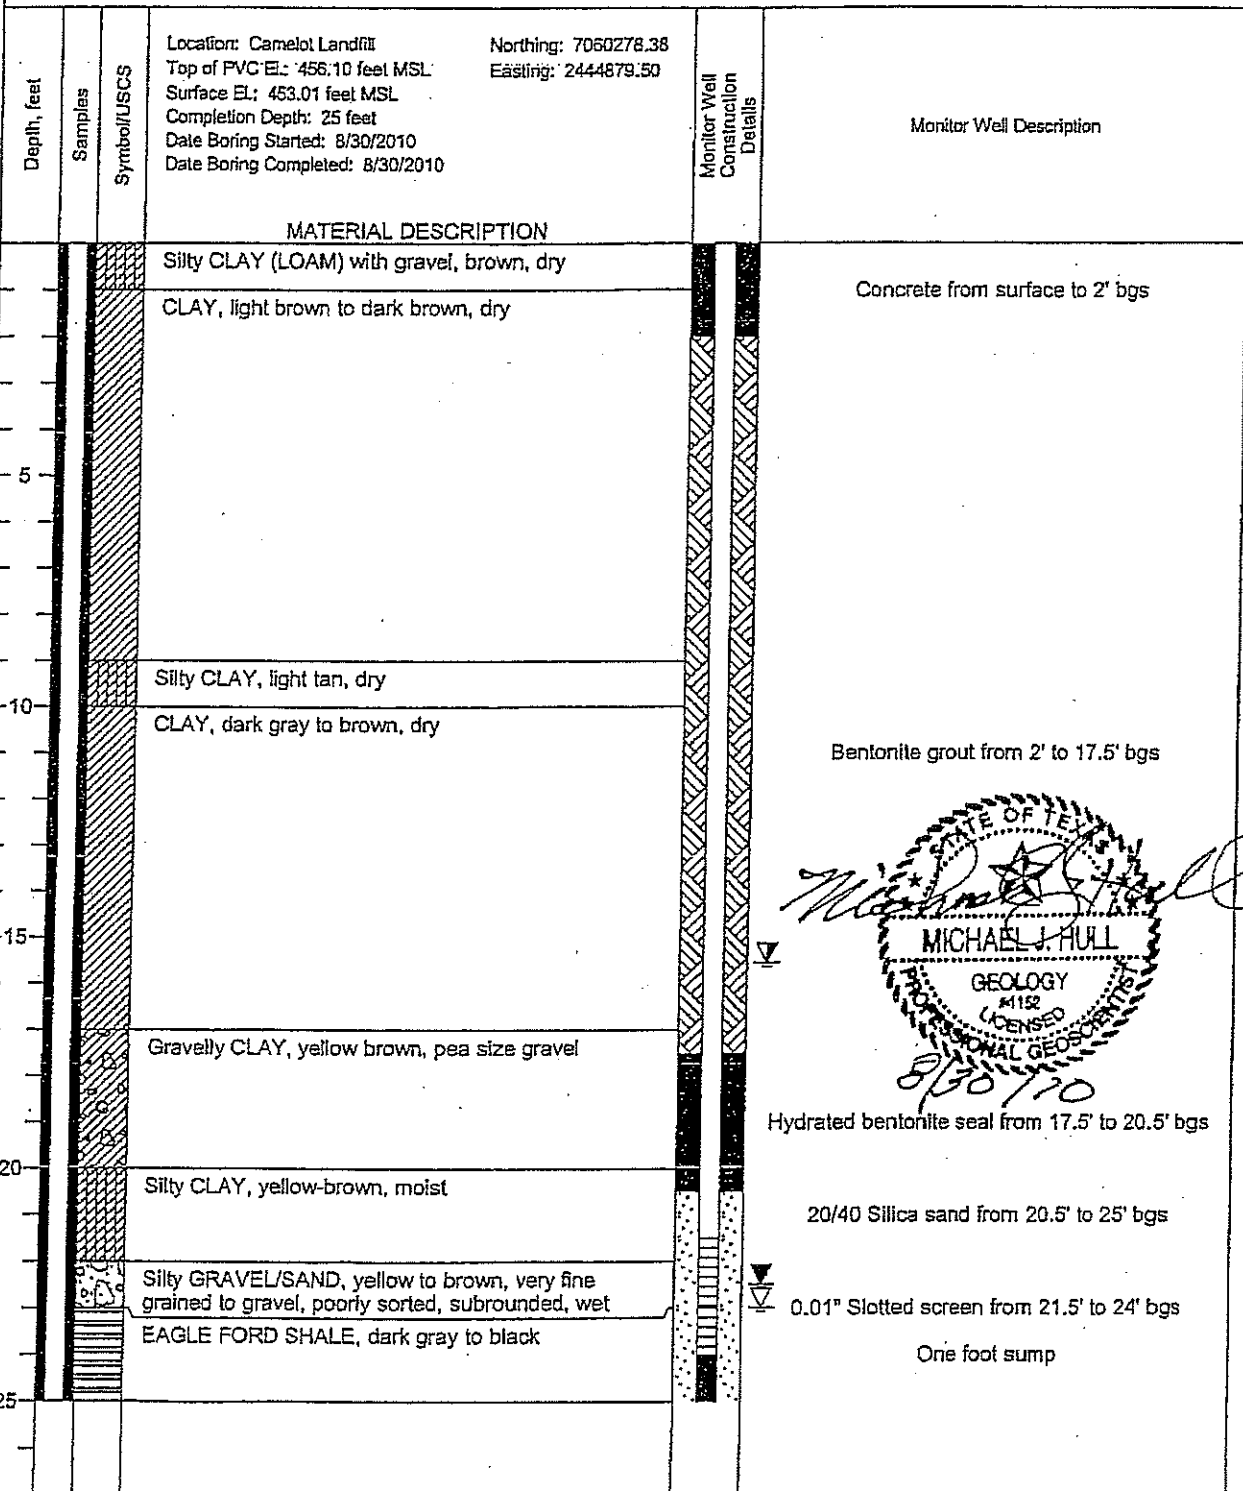 Depth, feet
Samples
Symbol/USCS
Location: Camelot Landfill
Northing: 7060278.38
Top of PVC EL: 456.10 feet MSL
Easting: 2444879.50
Surface EL: 453.01 feet MSL
Completion Depth: 25 feet
Date Boring Started: 8/30/2010
Date Boring Completed: 8/30/2010
MATERIAL DESCRIPTION
Monitor Well
Construction
Details
Monitor Well Description
Silty CLAY (LOAM) with gravel, brown, dry
Concrete from surface to 2' bgs
CLAY, light brown to dark brown, dry
5
Silty CLAY, light tan, dry
10
CLAY, dark gray to brown, dry
Bentonite grout from 2' to 17.5' bgs
STATE OF TEXAS
15
MICHAEL J. HULL
GEOLOGY
#1152
LICENSED
PROFESSIONAL GEOSCIENTIST
Gravelly CLAY, yellow brown, pea size gravel
8/30/10
Hydrated bentonite seal from 17.5' to 20.5' bgs
20
Silty CLAY, yellow-brown, moist
20/40 Silica sand from 20.5' to 25' bgs
Silty GRAVEL/SAND, yellow to brown, very fine
grained to gravel, poorly sorted, subrounded, wet
0.01" Slotted screen from 21.5' to 24' bgs
EAGLE FORD SHALE, dark gray to black
One foot sump
25